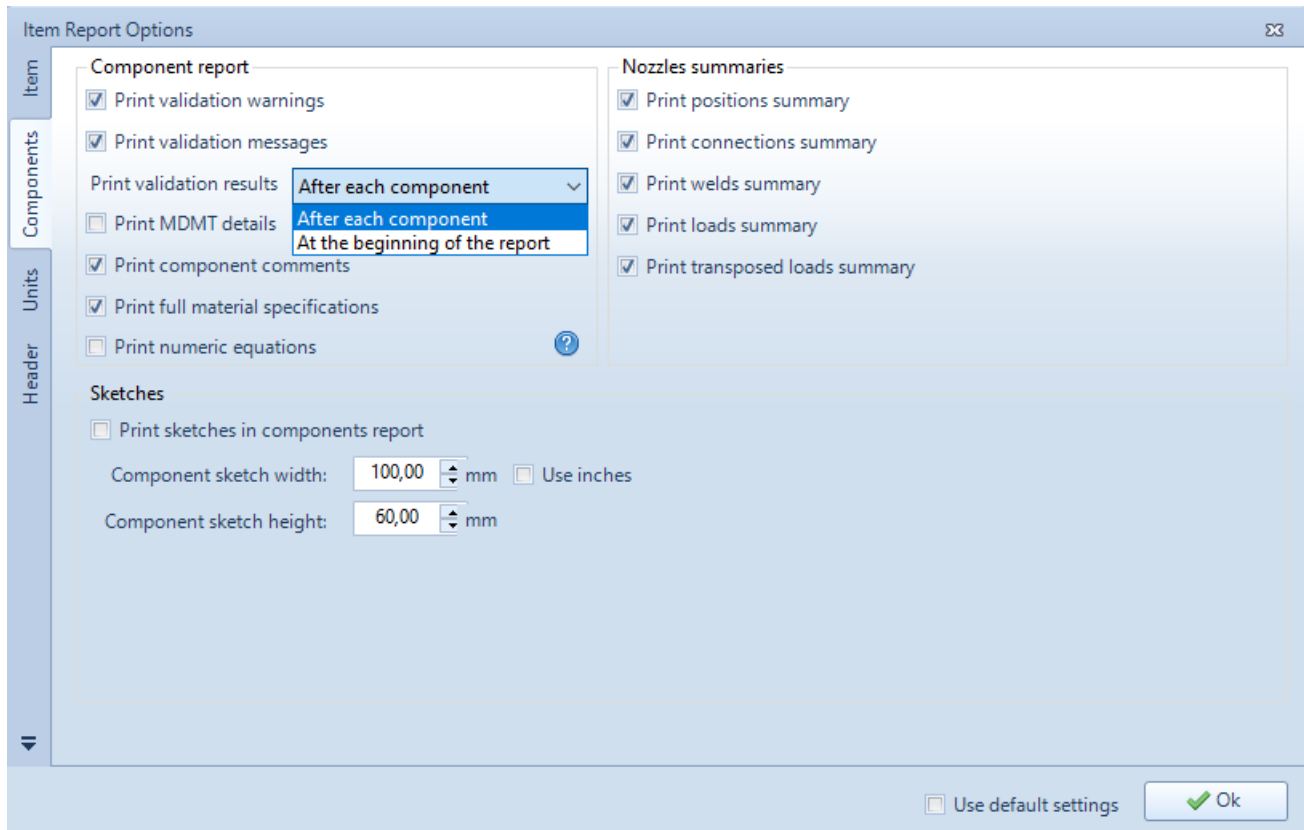 Item Report Options
Item
Components
Units
Header
Component report
Print validation warnings
Print validation messages
Print validation results After each component
After each component
At the beginning of the report
Print MDMT details
Print component comments
Print full material specifications
Print numeric equations
?
Nozzles summaries
Print positions summary
Print connections summary
Print welds summary
Print loads summary
Print transposed loads summary
Sketches
Print sketches in components report
Component sketch width: 100,00 mm Use inches
Component sketch height: 60,00 mm
Use default settings Ok